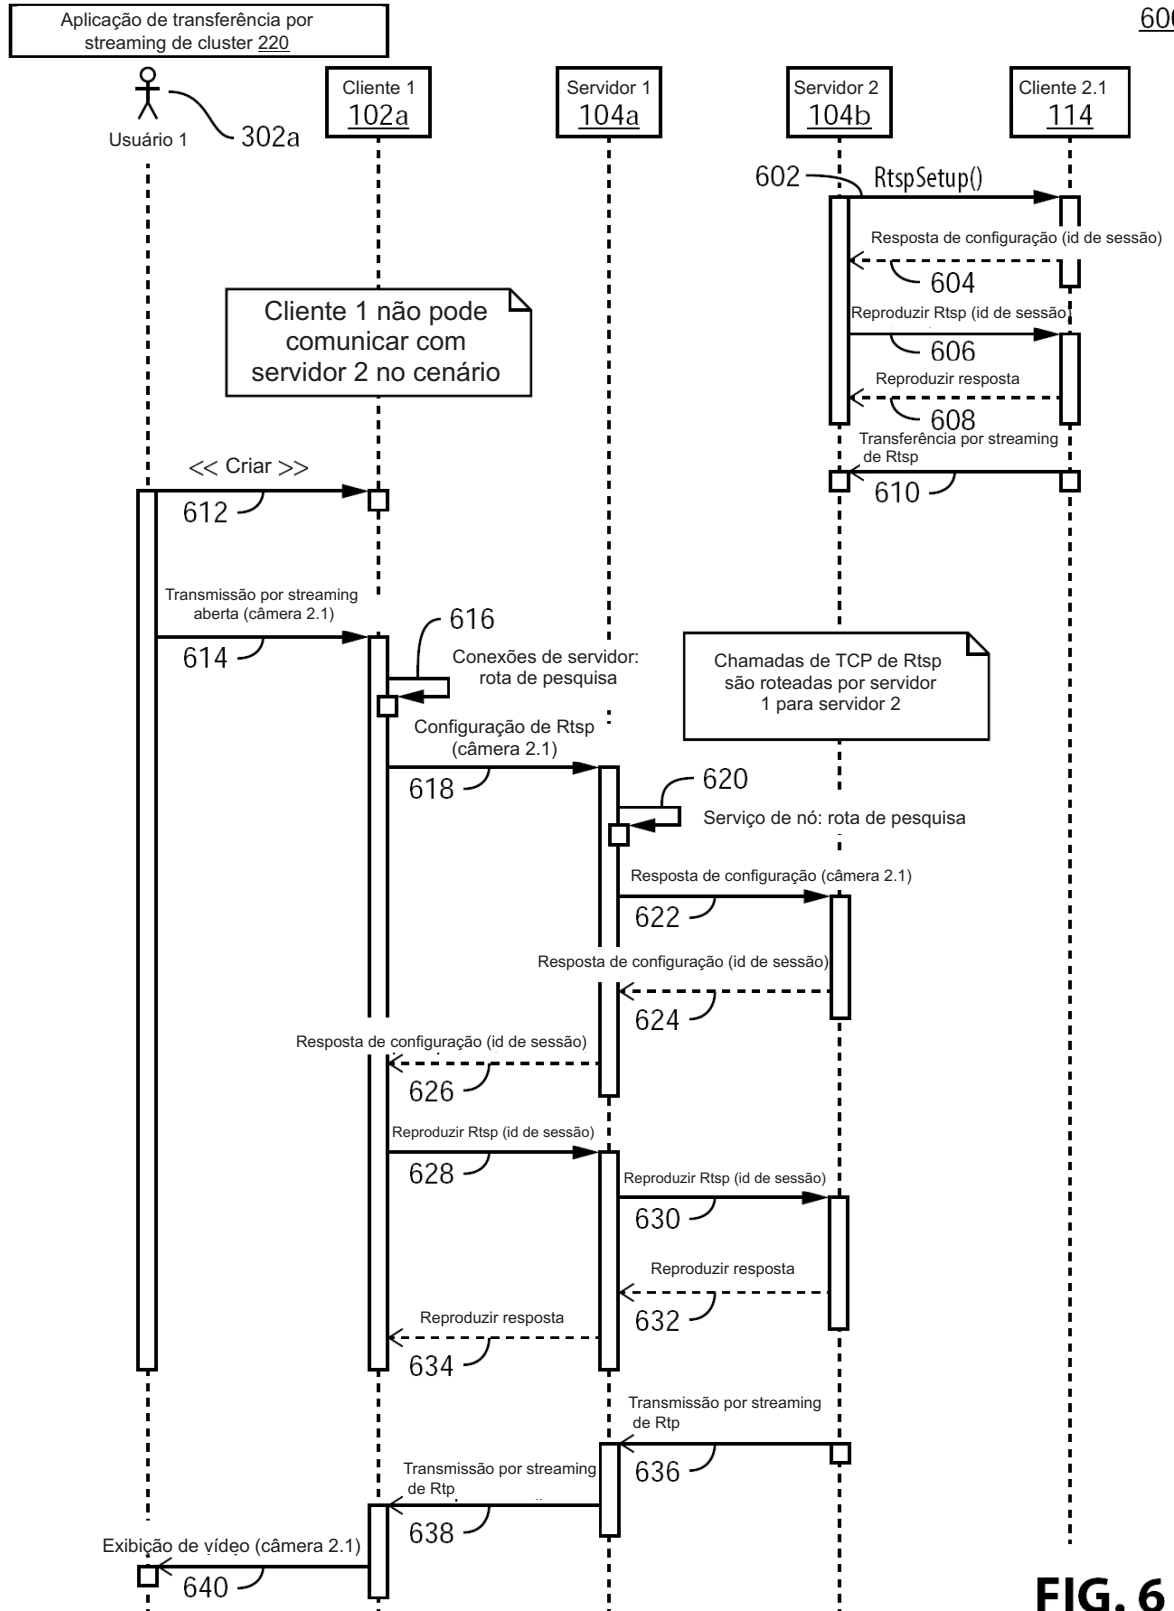 Aplicação de transferência por
streaming de cluster 220
600
Usuário 1
302a
Cliente 1
102a
Servidor 1
104a
Servidor 2
104b
Cliente 2.1
114
602
RtspSetup()
Resposta de configuração (id de sessão)
604
Cliente 1 não pode
comunicar com
servidor 2 no cenário
Reproduzir Rtsp (id de sessão)
606
Reproduzir resposta
608
Transferência por streaming
de Rtsp
610
<< Criar >>
612
Transmissão por streaming
aberta (câmera 2.1)
614
616
Conexões de servidor:
rota de pesquisa
Chamadas de TCP de Rtsp
são roteadas por servidor
1 para servidor 2
Configuração de Rtsp
(câmera 2.1)
618
620
Serviço de nó: rota de pesquisa
Resposta de configuração (câmera 2.1)
622
Resposta de configuração (id de sessão)
624
Resposta de configuração (id de sessão)
626
Reproduzir Rtsp (id de sessão)
628
Reproduzir Rtsp (id de sessão)
630
Reproduzir resposta
632
Reproduzir resposta
634
Transmissão por streaming
de Rtp
636
Transmissão por streaming
de Rtp
638
Exibição de vídeo (câmera 2.1)
640
FIG. 6